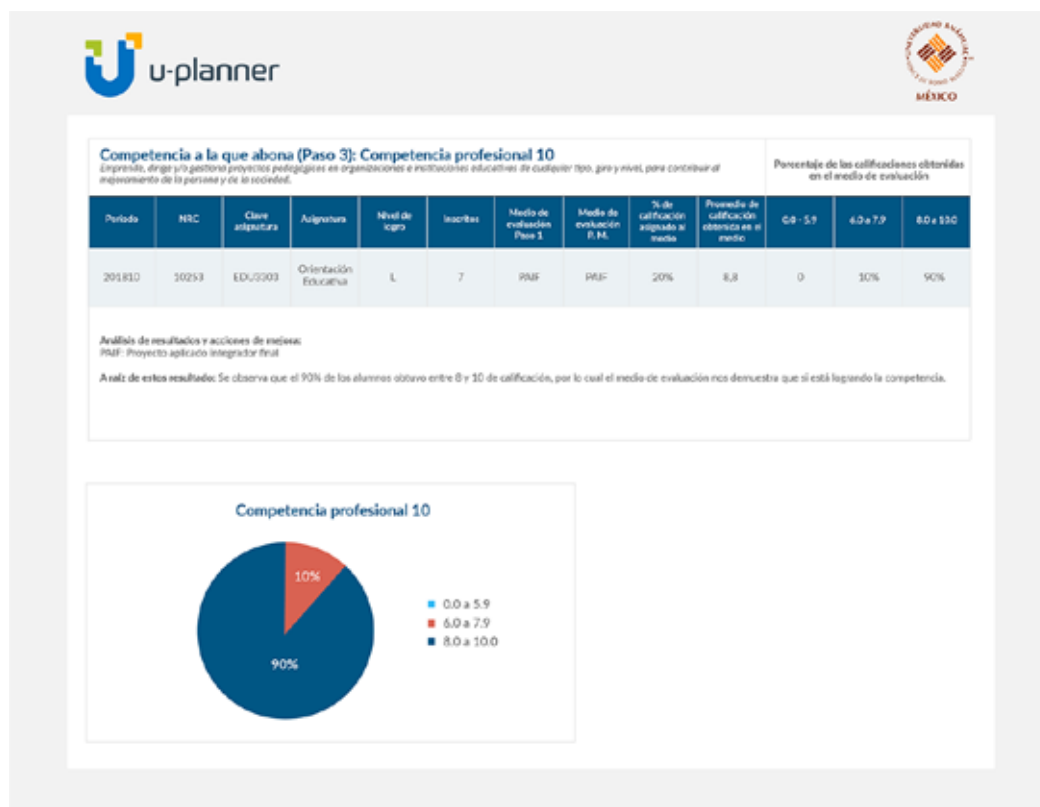 u-planner
MÉXICO
Competencia a la que abona (Paso 3): Competencia profesional 10
Emprende, dirige y/o gestiona proyectos pedagógicos en organizaciones e instituciones educativas de cualquier tipo, giro y nivel, para contribuir al
mejoramiento de la persona y de la sociedad.
Porcentaje de las calificaciones obtenidas
en el medio de evaluación
Periodo NRC Clave asignatura Asignatura Nivel de logro Inscritos Medio de evaluación Paso 1 Medio de evaluación P. M. % de calificación asignado al medio Promedio de calificación obtenida en el medio 0.0 - 5.9 6.0 a 7.9 8.0 a 10.0
201810 10253 EDU3303 Orientación Educativa L 7 PAIF PAIF 20% 8,8 0 10% 90%
Análisis de resultados y acciones de mejora:
PAIF: Proyecto aplicado integrador final
A raíz de estos resultado: Se observa que el 90% de los alumnos obtuvo entre 8 y 10 de calificación, por lo cual el medio de evaluación nos demuestra que si está logrando la competencia.
Competencia profesional 10
10%
90%
0.0 a 5.9
6.0 a 7.9
8.0 a 10.0